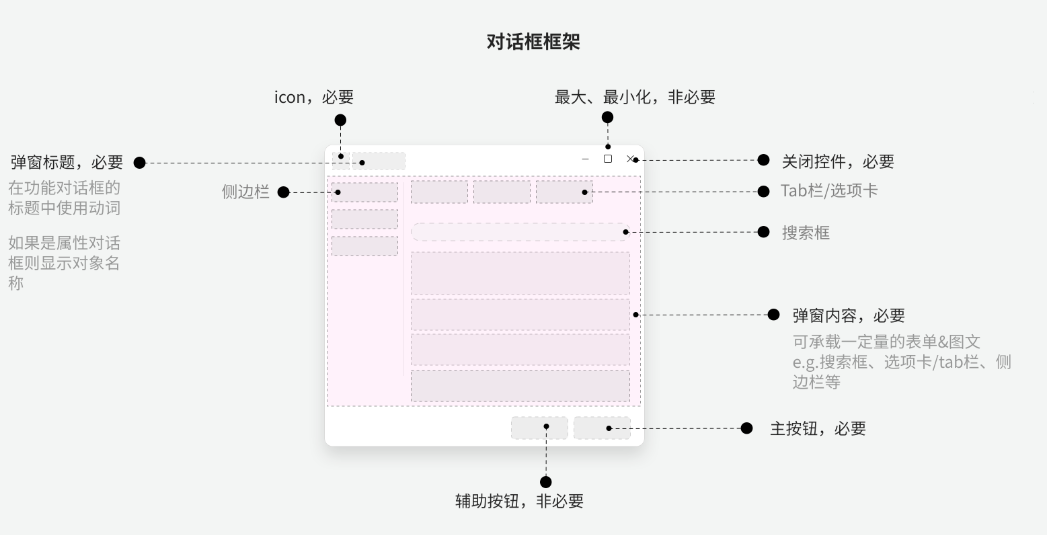 对话框框架
icon，必要
最大、最小化，非必要
弹窗标题，必要
在功能对话框的
标题中使用动词
如果是属性对话
框则显示对象名
称
侧边栏
关闭控件，必要
Tab栏/选项卡
搜索框
弹窗内容，必要
可承载一定量的表单&图文
e.g.搜索框、选项卡/tab栏、侧
边栏等
主按钮，必要
辅助按钮，非必要